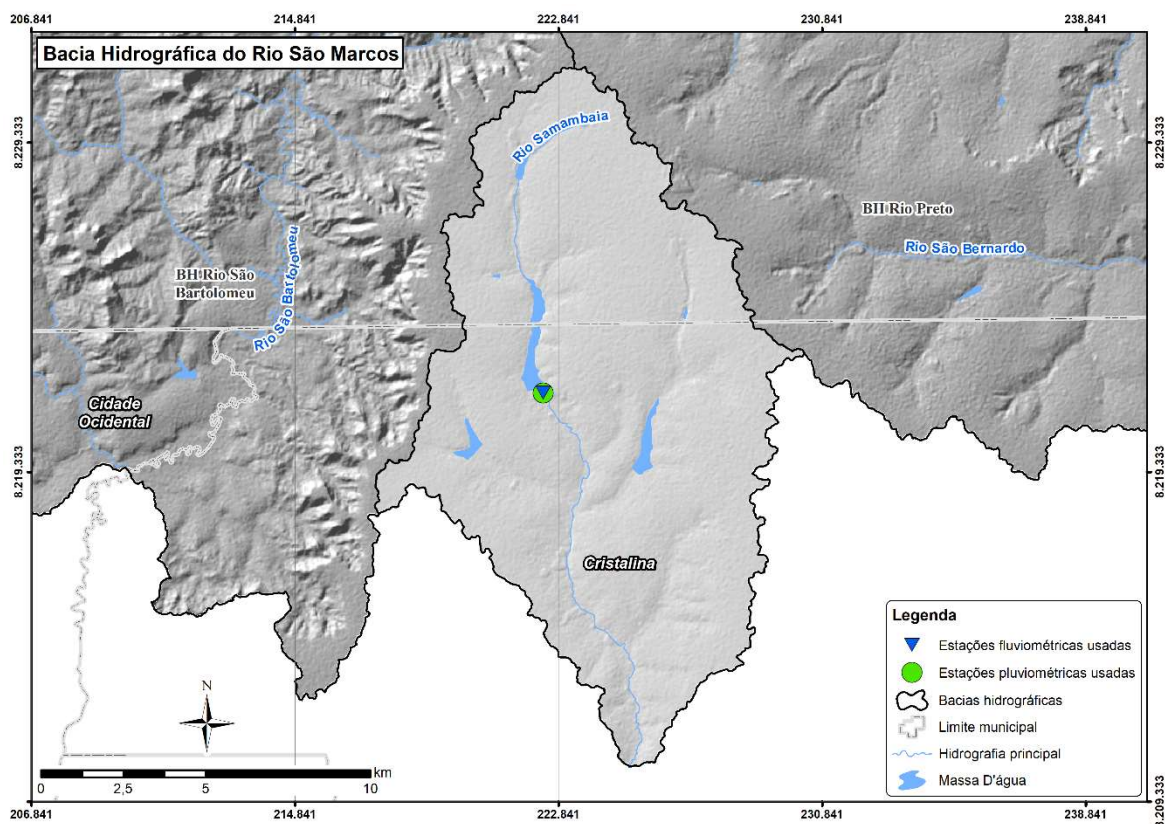 206.841 214.841 222.841 230.841 238.841
Bacia Hidrográfica do Rio São Marcos
8.229.333
8.229.333
Rio Samambaia
BH Rio São
Bartolomeu
Rio São Bartolomeu
BH Rio Preto
Rio São Bernardo
Cidade
Ocidental
8.219.333
8.219.333
Cristalina
Legenda
Estações fluviométricas usadas
Estações pluviométricas usadas
Bacias hidrográficas
Limite municipal
Hidrografia principal
Massa D'água
N
km
0 2,5 5 10
8.209.333
206.841 214.841 222.841 230.841 238.841